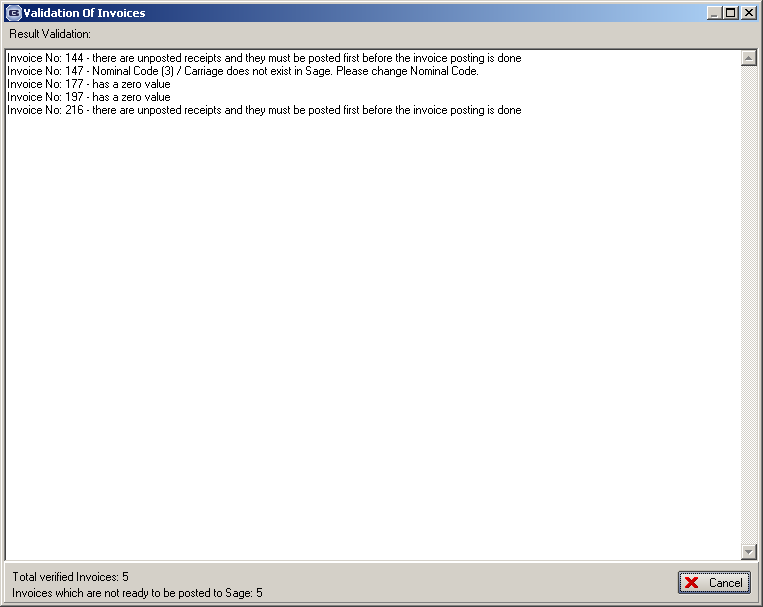 Validation Of Invoices
Result Validation:
Invoice No: 144 - there are unposted receipts and they must be posted first before the invoice posting is done
Invoice No: 147 - Nominal Code (3) / Carriage does not exist in Sage. Please change Nominal Code.
Invoice No: 177 - has a zero value
Invoice No: 197 - has a zero value
Invoice No: 216 - there are unposted receipts and they must be posted first before the invoice posting is done
Total verified Invoices: 5
Invoices which are not ready to be posted to Sage: 5
Cancel